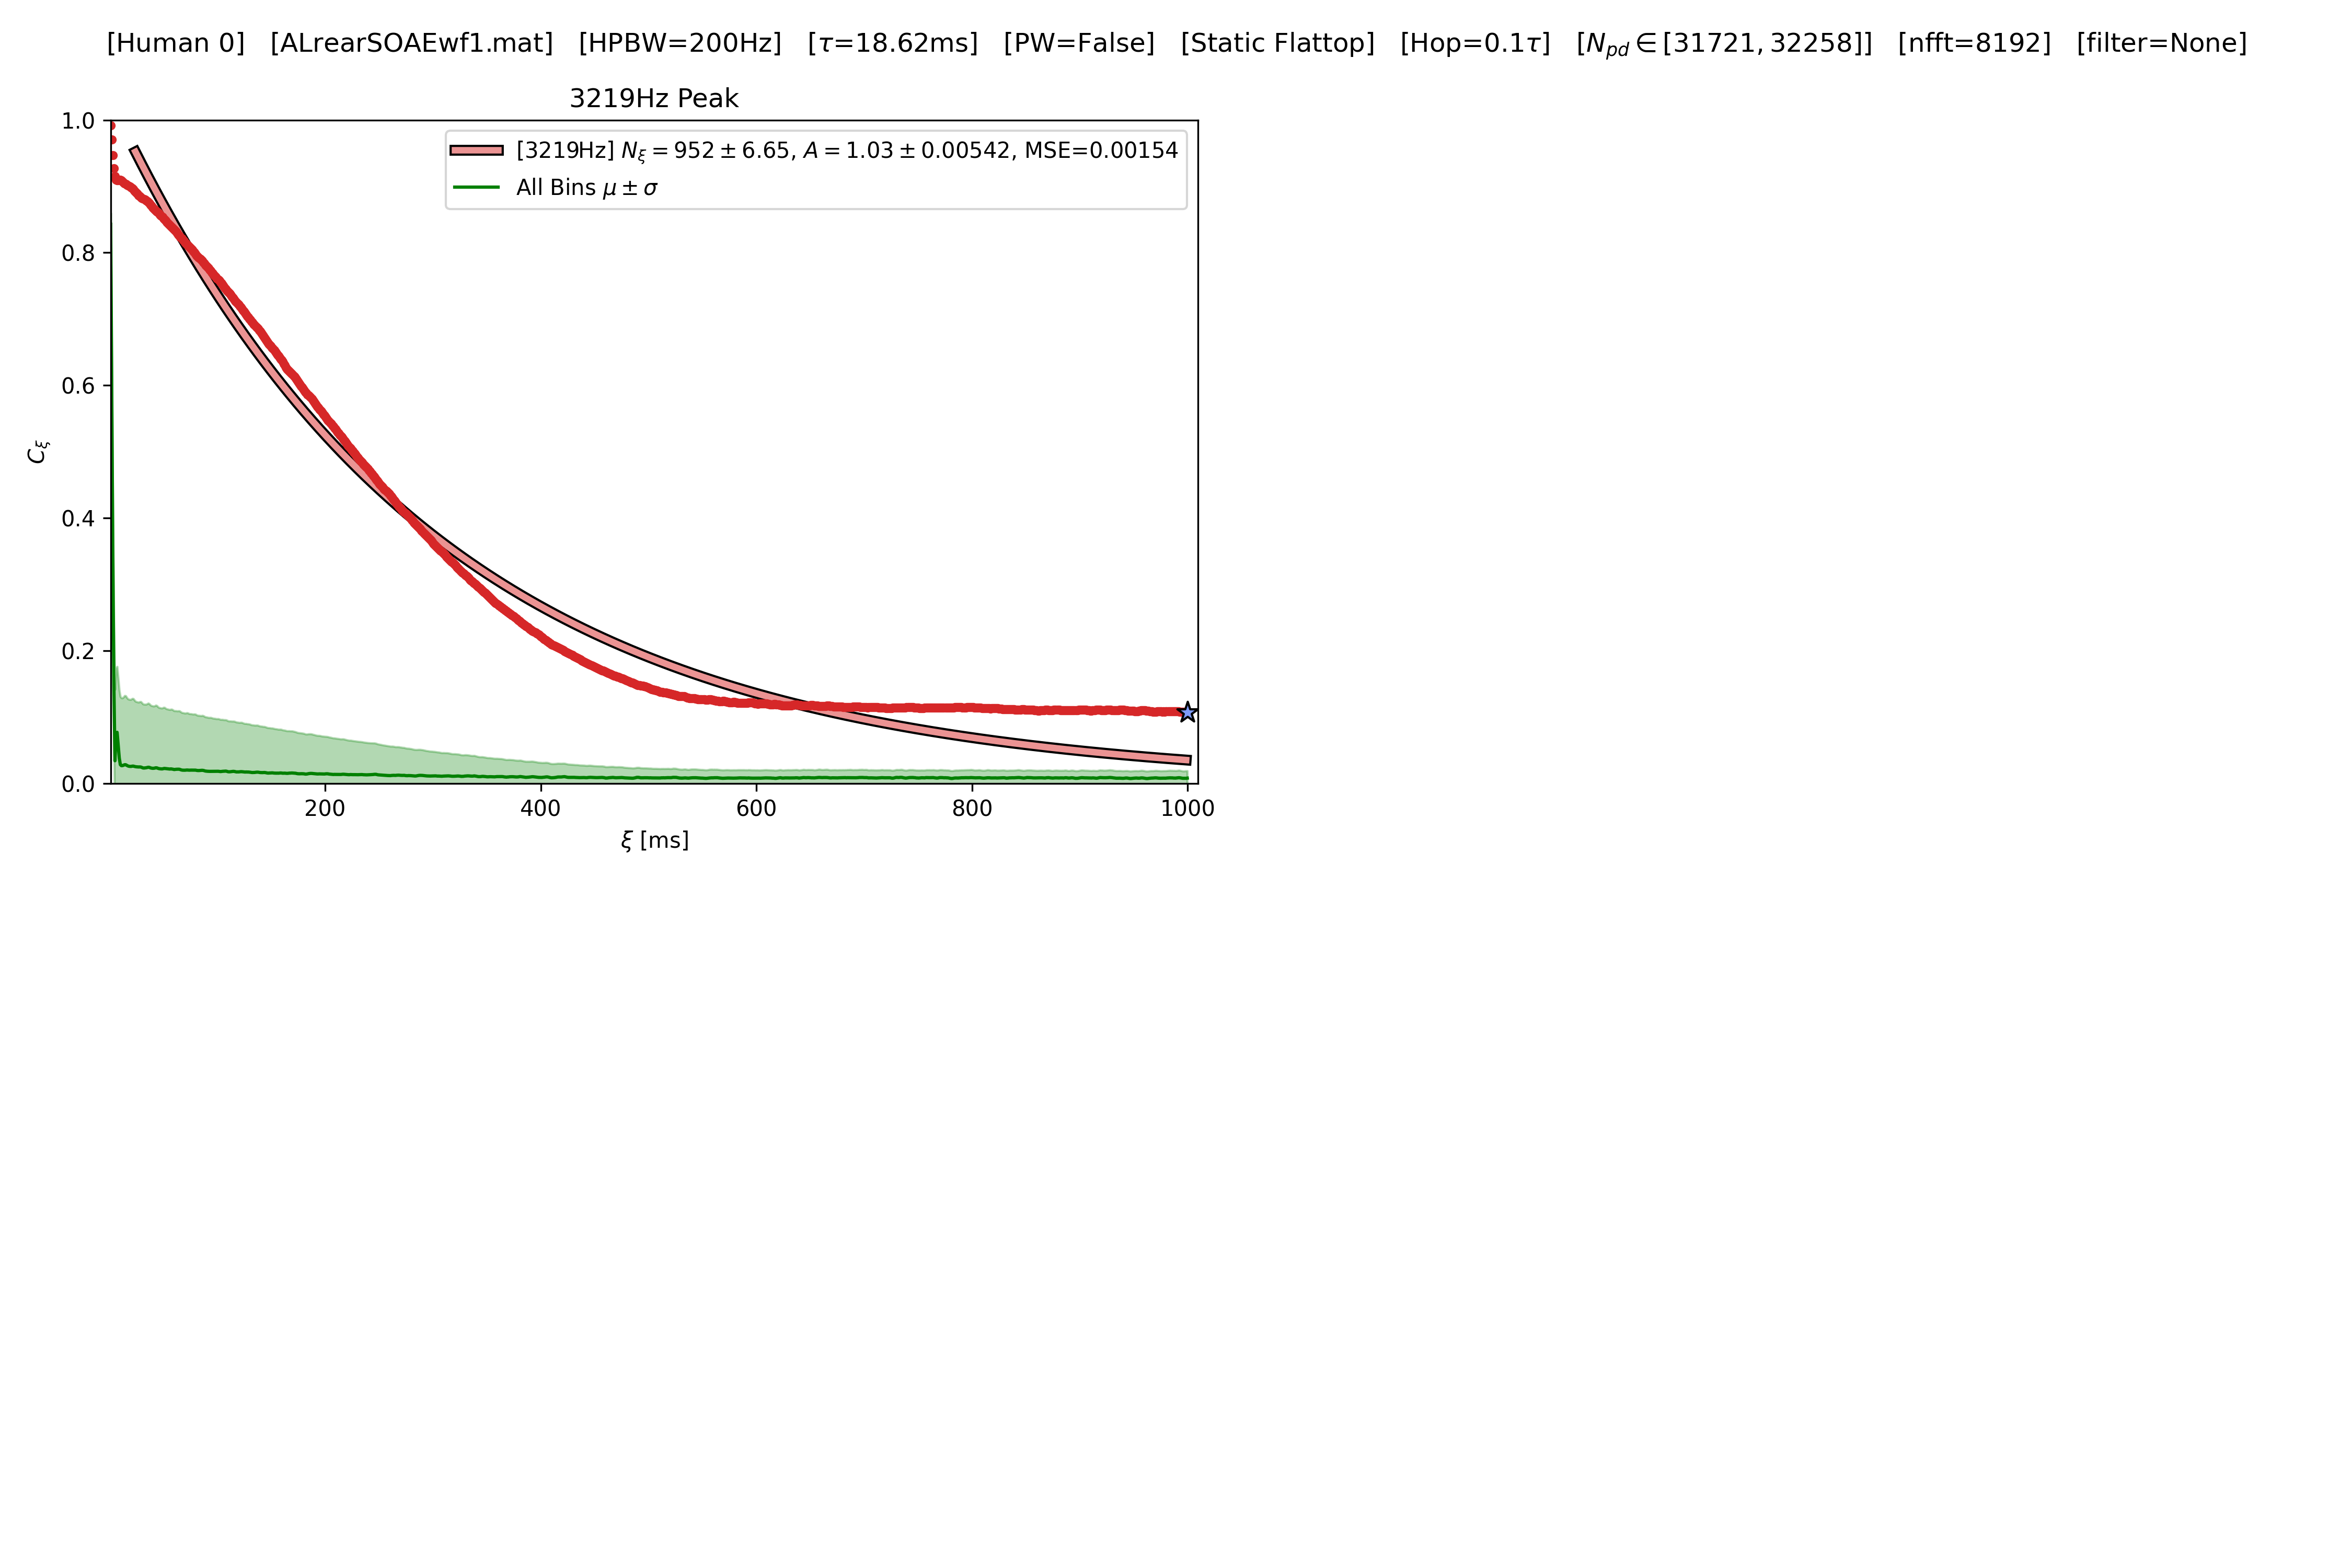 [Human 0] [ALrearSOAEwf1.mat] [HPBW=200Hz] [τ=18.62ms] [PW=False] [Static Flattop] [Hop=0.1τ] [N_pd ∈ [31721, 32258]] [nfft=8192] [filter=None]
3219Hz Peak
[3219Hz] N_ξ = 952 ± 6.65, A = 1.03 ± 0.00542, MSE=0.00154
All Bins μ ± σ
1.0
0.8
0.6
0.4
0.2
0.0
C_ξ
200 400 600 800 1000
ξ [ms]